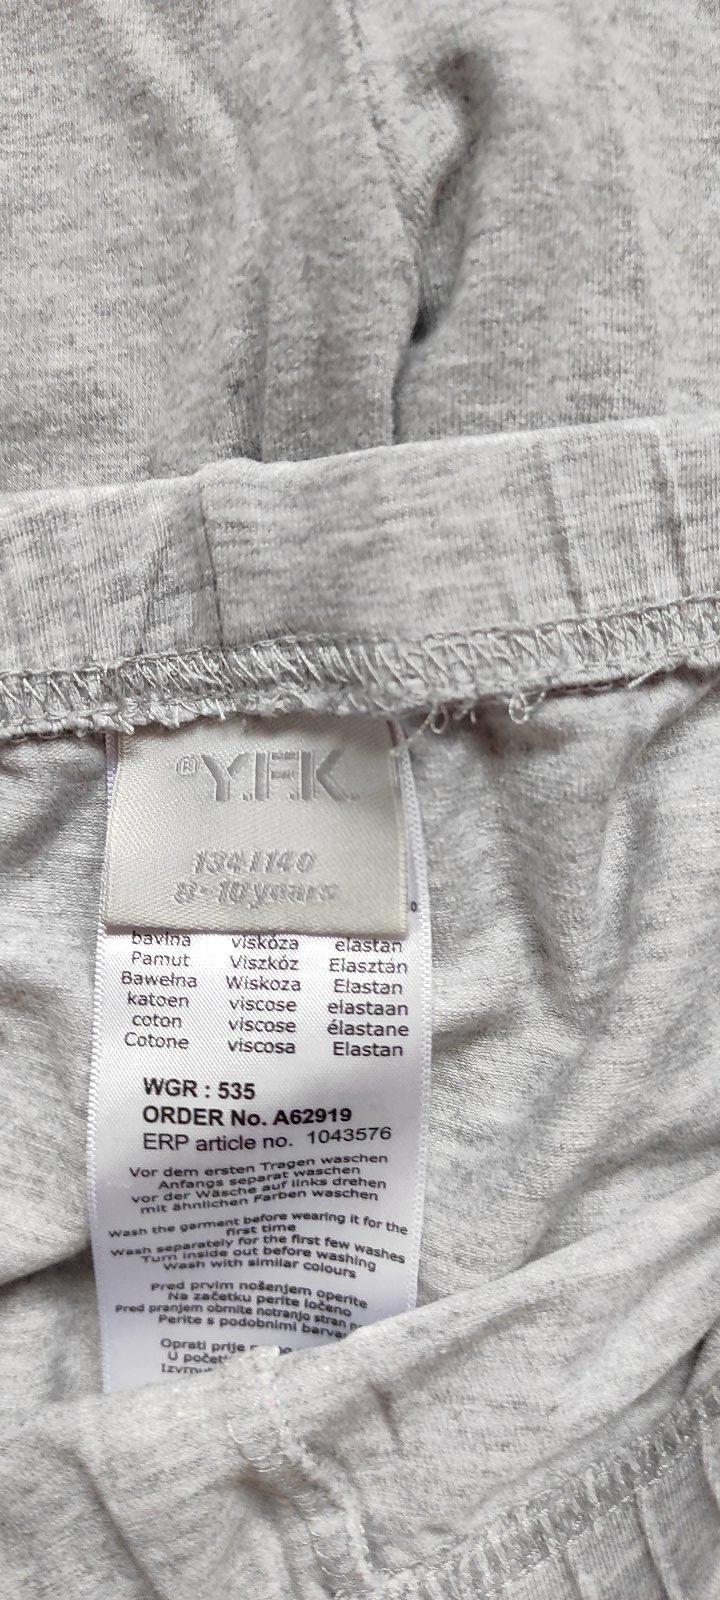 ®Y.F.K.
134/140
8-10 years
bavlna viskóza elastan
Pamut Viszkóz Elasztán
Bawełna Wiskoza Elastan
katoen viscose elastaan
coton viscose élastane
Cotone viscosa Elastan
WGR : 535
ORDER No. A62919
ERP article no. 1043576
Vor dem ersten Tragen waschen
Anfangs separat waschen
vor der Wäsche auf links drehen
mit ähnlichen Farben waschen
Wash the garment before wearing it for the
first time
Wash separately for the first few washes
Turn inside out before washing
Wash with similar colours
Pred prvim nošenjem operite
Na začetku perite ločeno
Pred pranjem obrnite notranjo stran
Perite s podobnimi
Oprati prije
U